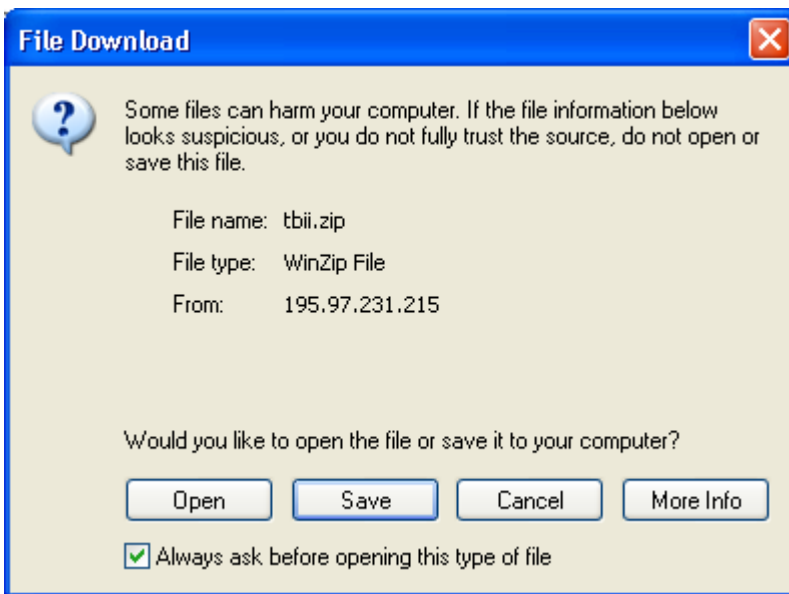 File Download
Some files can harm your computer. If the file information below
looks suspicious, or you do not fully trust the source, do not open or
save this file.
File name: tbii.zip
File type: WinZip File
From: 195.97.231.215
Would you like to open the file or save it to your computer?
Open Save Cancel More Info
Always ask before opening this type of file